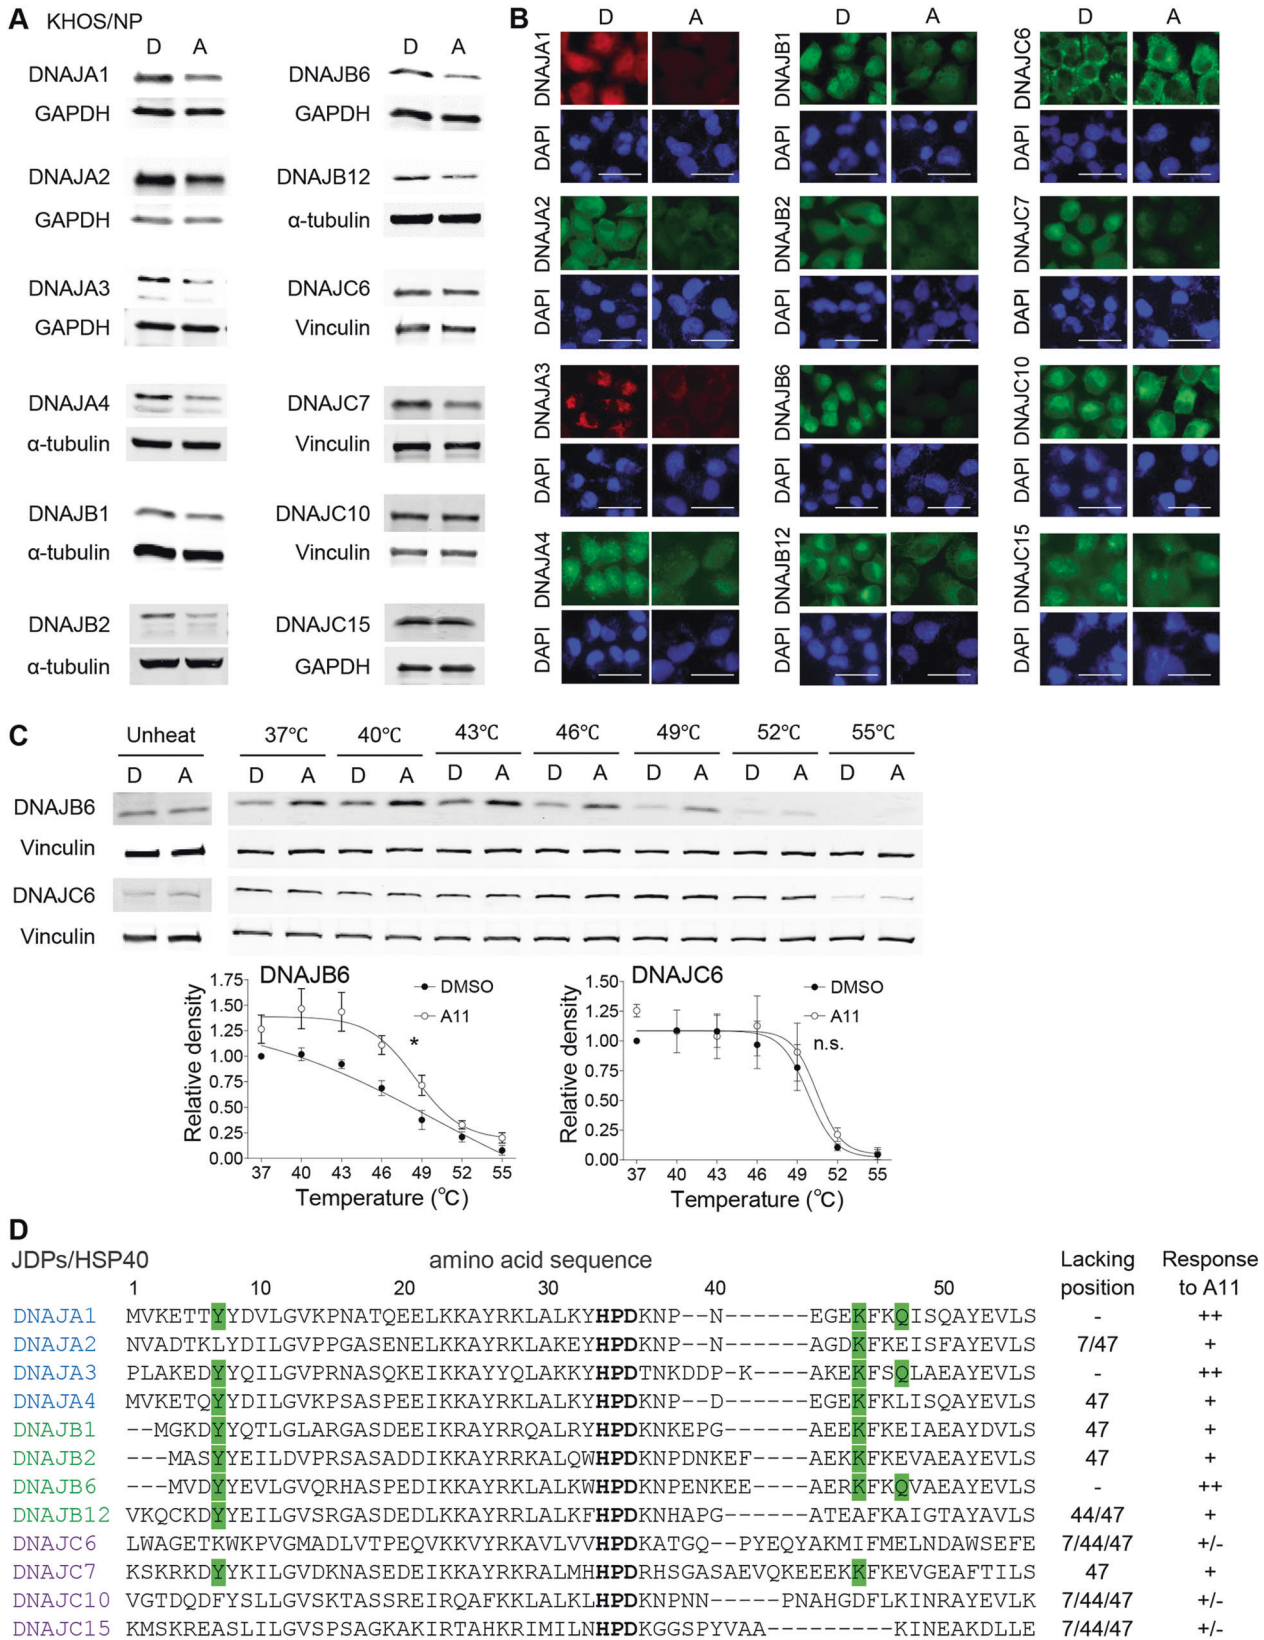 A KHOS/NP
D A
DNAJA1
GAPDH
DNAJA2
GAPDH
DNAJA3
GAPDH
DNAJA4
α-tubulin
DNAJB1
α-tubulin
DNAJB2
α-tubulin
D A
DNAJB6
GAPDH
DNAJB12
α-tubulin
DNAJC6
Vinculin
DNAJC7
Vinculin
DNAJC10
Vinculin
DNAJC15
GAPDH
B
D A
DNAJA1
DAPI
DNAJA2
DAPI
DNAJA3
DAPI
DNAJA4
DAPI
D A
DNAJB1
DAPI
DNAJB2
DAPI
DNAJB6
DAPI
DNAJB12
DAPI
D A
DNAJC6
DAPI
DNAJC7
DAPI
DNAJC10
DAPI
DNAJC15
DAPI
C
Unheat 37℃ 40℃ 43℃ 46℃ 49℃ 52℃ 55℃
D A D A D A D A D A D A D A D A
DNAJB6
Vinculin
DNAJC6
Vinculin
DNAJB6
Relative density
1.75
1.50
1.25
1.00
0.75
0.50
0.25
0.00
DMSO
A11
*
37 40 43 46 49 52 55
Temperature (℃)
DNAJC6
Relative density
1.50
1.25
1.00
0.75
0.50
0.25
0.00
DMSO
A11
n.s.
37 40 43 46 49 52 55
Temperature (℃)
D
JDPs/HSP40 amino acid sequence Lacking position Response to A11
1 10 20 30 40 50
DNAJA1 MVKETTYYDVLGVKPNATQEELKKAYRKLALKYHPDKNP--N------EGEKFKQISQAYEVLS - ++
DNAJA2 NVADTKLYDILGVPPGASENELKKAYRKLAKEYHPDKNP---------AGDKFKEISFAYEVLS 7/47 +
DNAJA3 PLAKEDYYQILGVPRNASQKEIKKAYYQLAKKYHPDTNKDDP-K----AKEKFSQLAEAYEVLS - ++
DNAJA4 MVKETQYYDILGVKPSASPEEIKKAYRKLALKYHPDKNP--D------EGEKFKLISQAYEVLS 47 +
DNAJB1 --MGKDYYQTLGLARGASDEEIKRAYRRQALRYHPDKNKEPG------AEEKFKEIAEAYDVLS 47 +
DNAJB2 ---MASYYEILDVPRSASADDIKKAYRRKALQWHPDKNPDNKEF----AEKKFKEVAEAYEVLS 47 +
DNAJB6 ---MVDYYEVLGVQRHASPEDIKKAYRKLALKWHPDKNPENKEE----AERKFKQVAEAYEVLS - ++
DNAJB12 VKQCKDYYEILGVSRGASDEDLKKAYRRLALKFHPDKNHAPG------ATEAFKAIGTAYAVLS 44/47 +
DNAJC6 LWAGETKWKPVGMADLVTPEQVKKVYRKAVLVVHPDKATGQ--PYEQYAKMIFMELNDAWSEFE 7/44/47 +/-
DNAJC7 KSKRKDYYKILGVDKNASEDEIKKAYRKRALMHHPDRHSGASAEVQKEEEKKFKEVGEAFTILS 47 +
DNAJC10 VGTDQDFYSLLGVSKTASSREIRQAFKKLALKLHPDKNPNN-----PNAHGDFLKINRAYEVLK 7/44/47 +/-
DNAJC15 KMSKREASLILGVSPSAGKAKIRTAHKRIMILNHPDKGGSPYVAA---------KINEAKDLLE 7/44/47 +/-